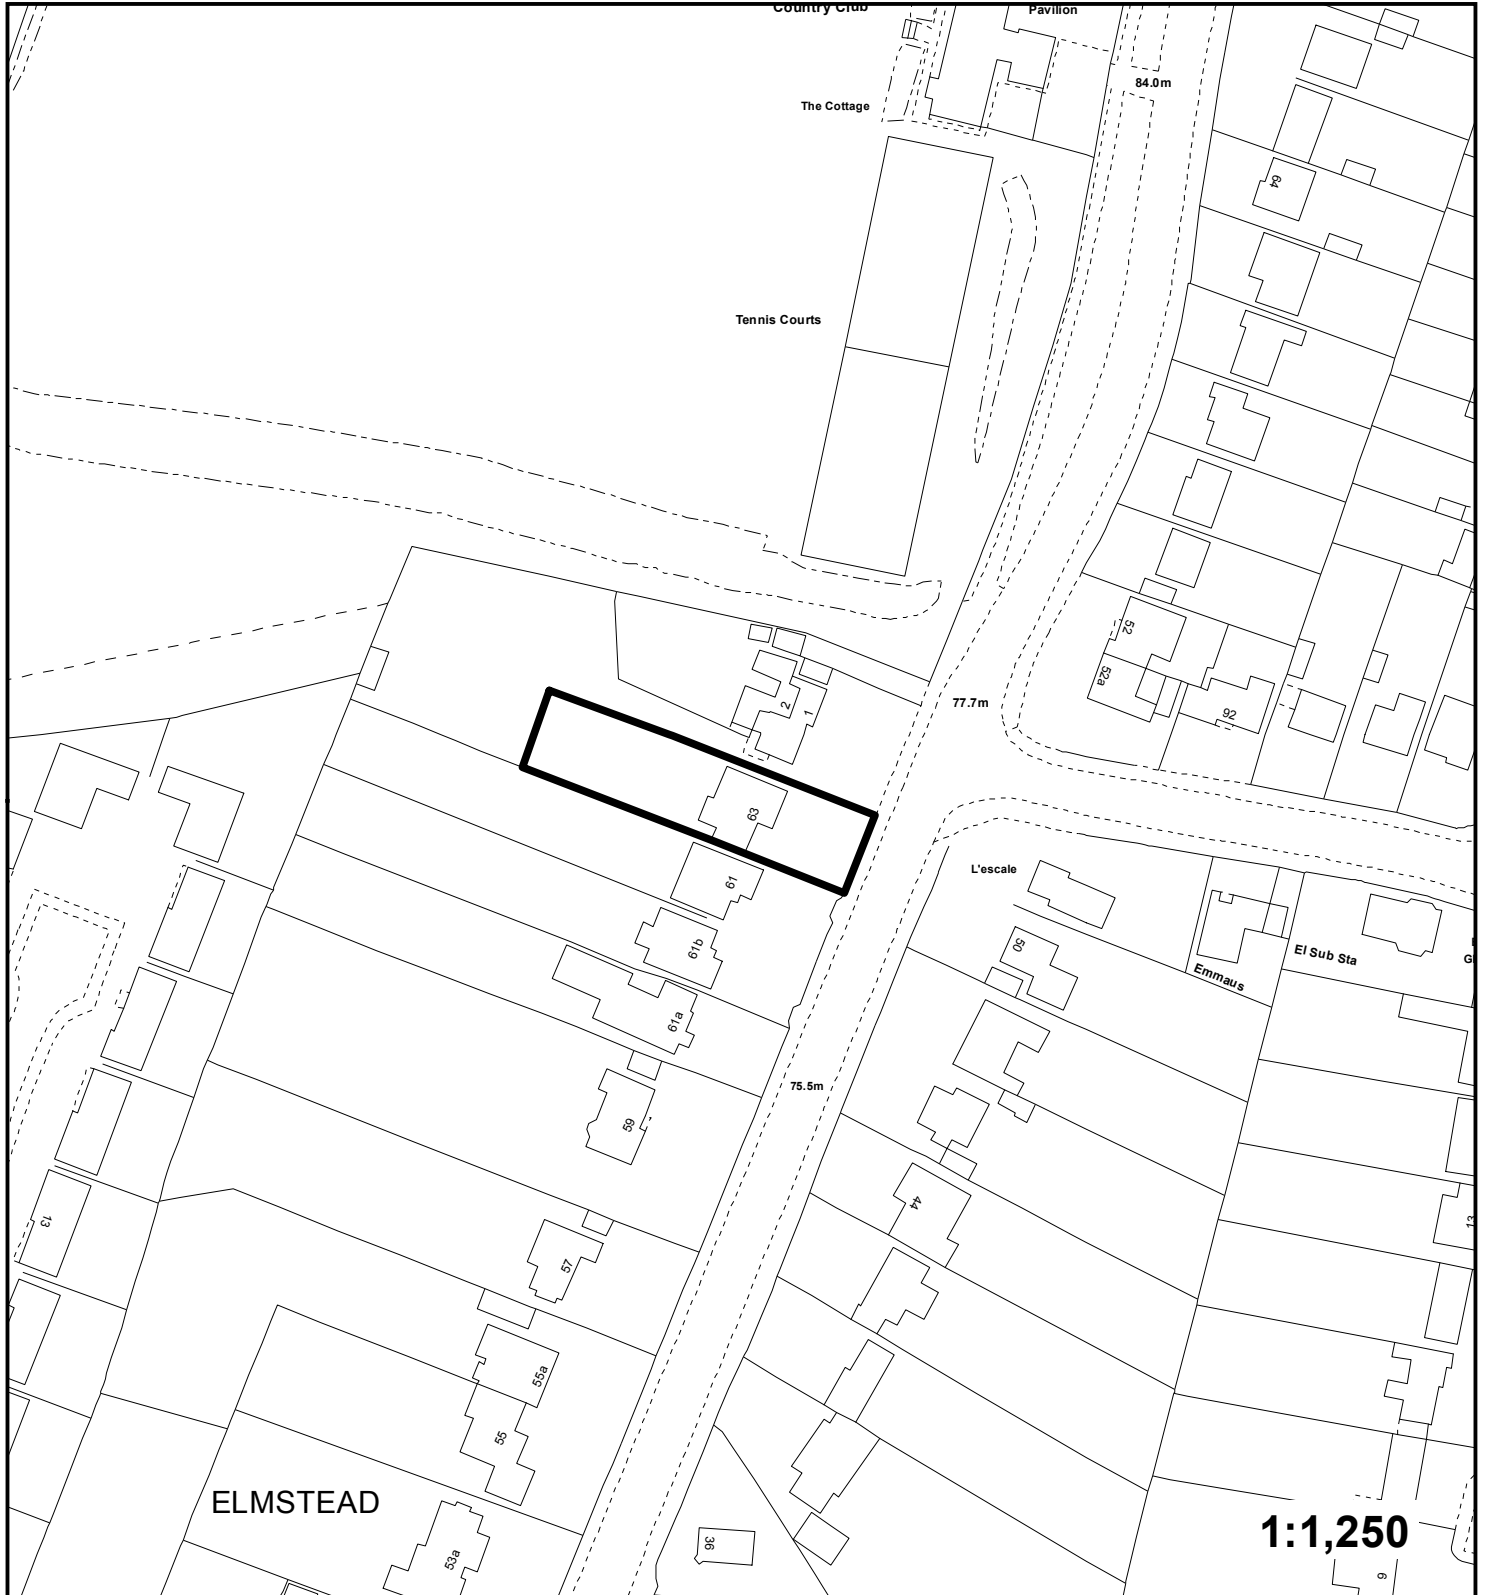 Country Club
Pavilion
84.0m
The Cottage
64
Tennis Courts
52
52a
2
1
77.7m
92
63
L'escale
61
50
61b
El Sub Sta
Emmaus
61a
75.5m
59
44
13
13
57
55a
55
ELMSTEAD
1:1,250
36
53a
6